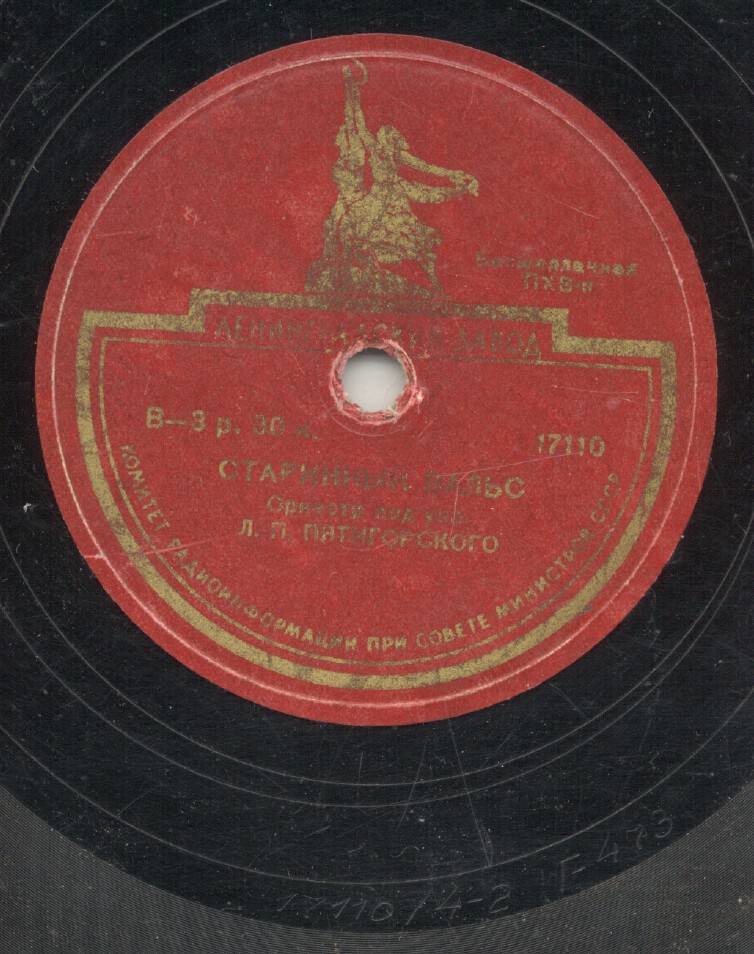 Бесшеллачная
ПХВ-н
ЛЕНИНГРАДСКИЙ ЗАВОД
В—3 р. 30 к.
17110
СТАРИННЫЙ ВАЛЬС
под упр.
Л. П. ПЯТИГОРСКОГО
КОМИТЕТ РАДИОИНФОРМАЦИИ ПРИ СОВЕТЕ МИНИСТРОВ СССР
17110/4-2 Г-473